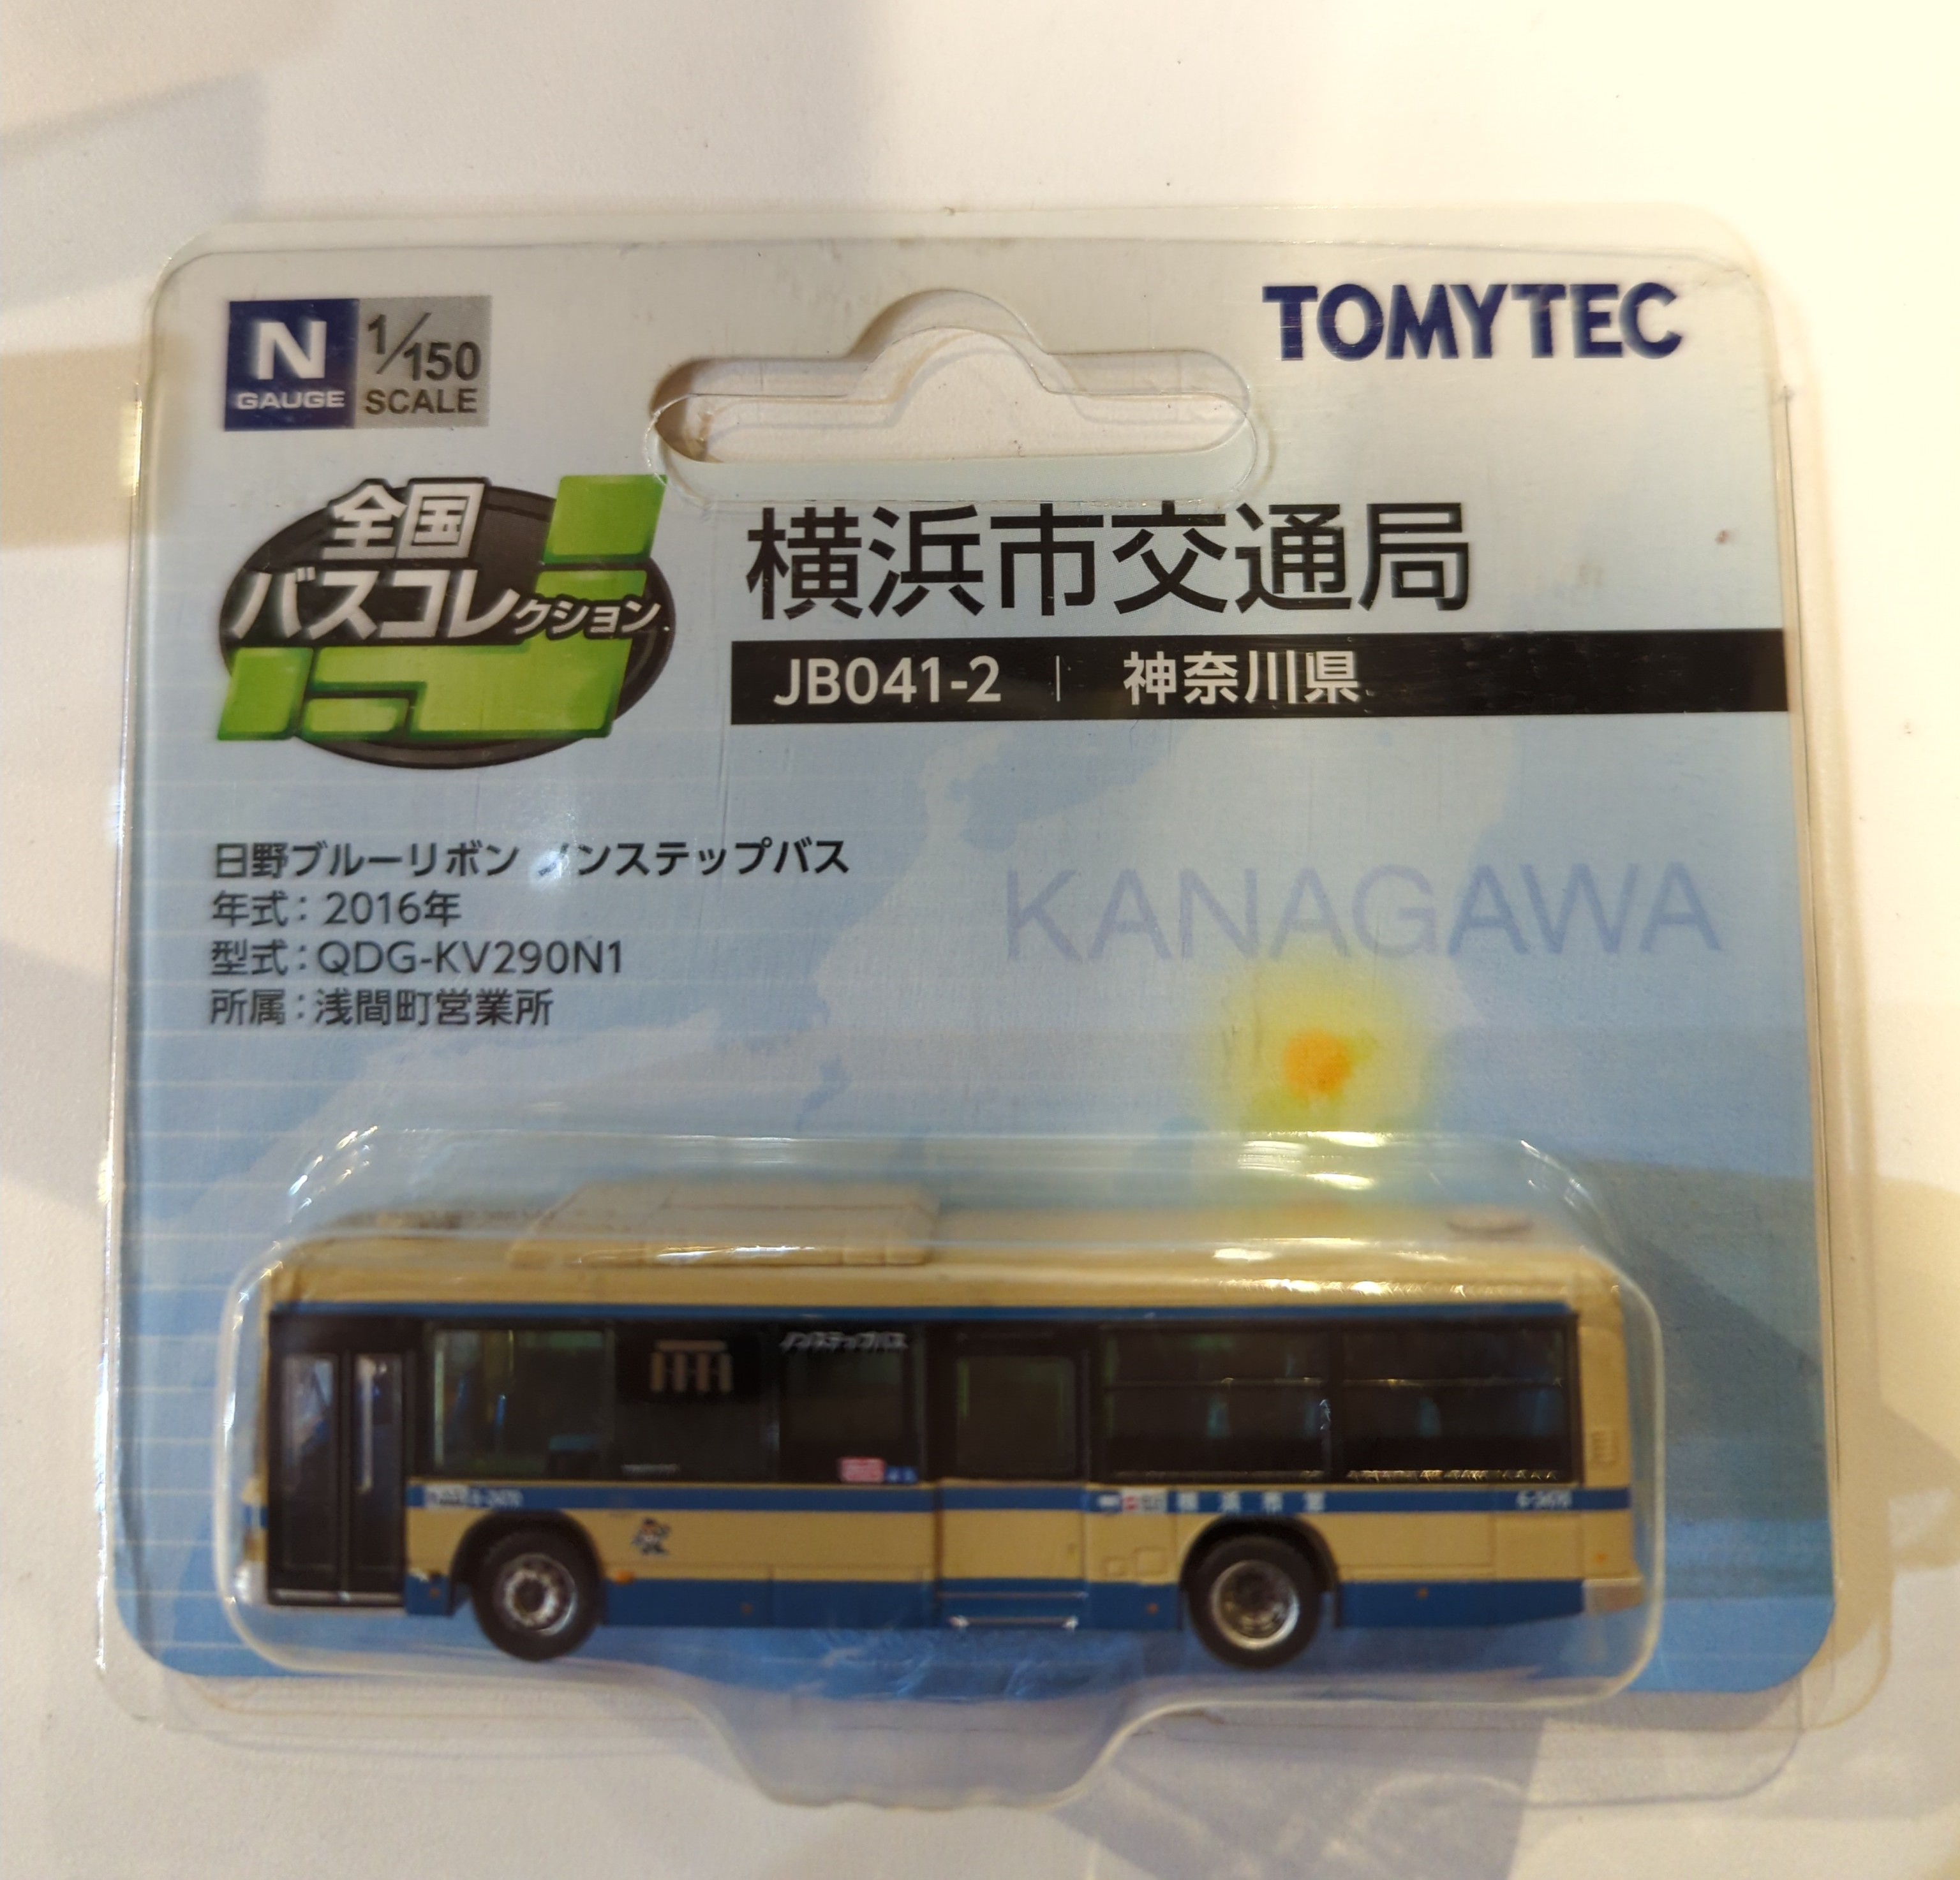 N
GAUGE
1/150
SCALE
TOMYTEC
全国
バスコレクション
横浜市交通局
JB041-2 | 神奈川県
日野ブルーリボン ノンステップバス
年式：2016年
型式：QDG-KV290N1
所属：浅間町営業所
KANAGAWA
ノンステップバス
横浜市営